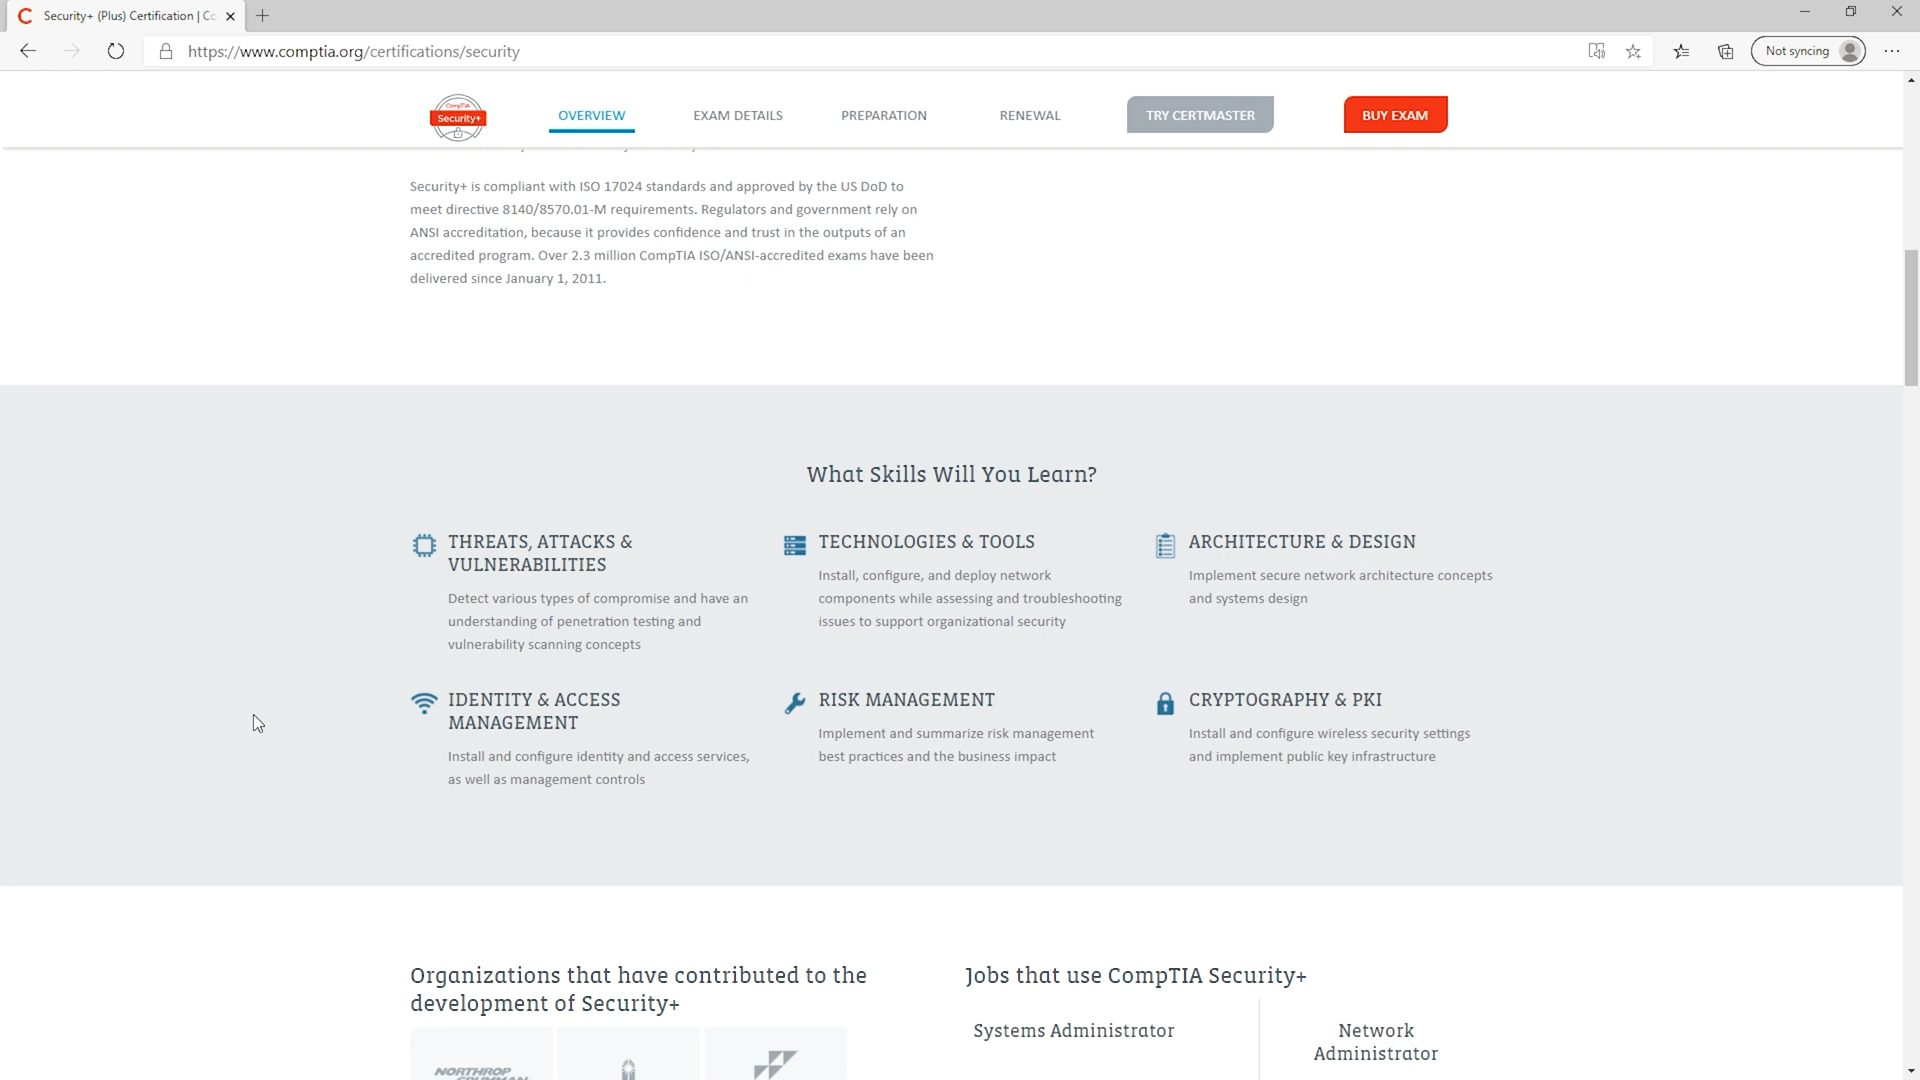 Security+ (Plus) Certification | Co
https://www.comptia.org/certifications/security
Not syncing
CompTIA
Security+
OVERVIEW
EXAM DETAILS
PREPARATION
RENEWAL
TRY CERTMASTER
BUY EXAM
Security+ is compliant with ISO 17024 standards and approved by the US DoD to
meet directive 8140/8570.01-M requirements. Regulators and government rely on
ANSI accreditation, because it provides confidence and trust in the outputs of an
accredited program. Over 2.3 million CompTIA ISO/ANSI-accredited exams have been
delivered since January 1, 2011.
What Skills Will You Learn?
THREATS, ATTACKS &
VULNERABILITIES
Detect various types of compromise and have an
understanding of penetration testing and
vulnerability scanning concepts
TECHNOLOGIES & TOOLS
Install, configure, and deploy network
components while assessing and troubleshooting
issues to support organizational security
ARCHITECTURE & DESIGN
Implement secure network architecture concepts
and systems design
IDENTITY & ACCESS
MANAGEMENT
Install and configure identity and access services,
as well as management controls
RISK MANAGEMENT
Implement and summarize risk management
best practices and the business impact
CRYPTOGRAPHY & PKI
Install and configure wireless security settings
and implement public key infrastructure
Organizations that have contributed to the
development of Security+
NORTHROP
GRUMMAN
Jobs that use CompTIA Security+
Systems Administrator
Network
Administrator